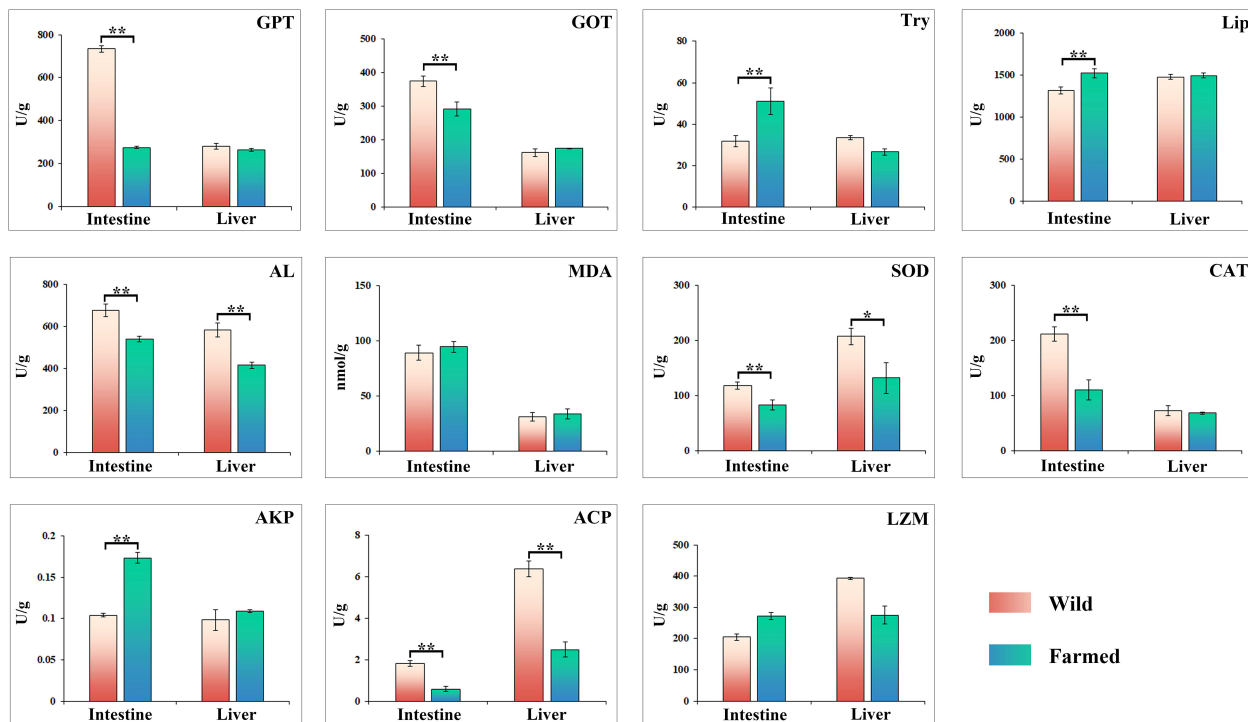 GPT
800
600
400
200
0
U/g
**
Intestine Liver
GOT
500
400
300
200
100
0
U/g
**
Intestine Liver
Try
80
60
40
20
0
U/g
**
Intestine Liver
Lip
2000
1500
1000
500
0
U/g
**
Intestine Liver
AL
800
600
400
200
0
U/g
**
**
Intestine Liver
MDA
150
100
50
0
nmol/g
Intestine Liver
SOD
300
200
100
0
U/g
**
*
Intestine Liver
CAT
300
200
100
0
U/g
**
Intestine Liver
AKP
0.2
0.15
0.1
0.05
0
U/g
**
Intestine Liver
ACP
8
6
4
2
0
U/g
**
**
Intestine Liver
LZM
500
400
300
200
100
0
U/g
Intestine Liver
Wild
Farmed